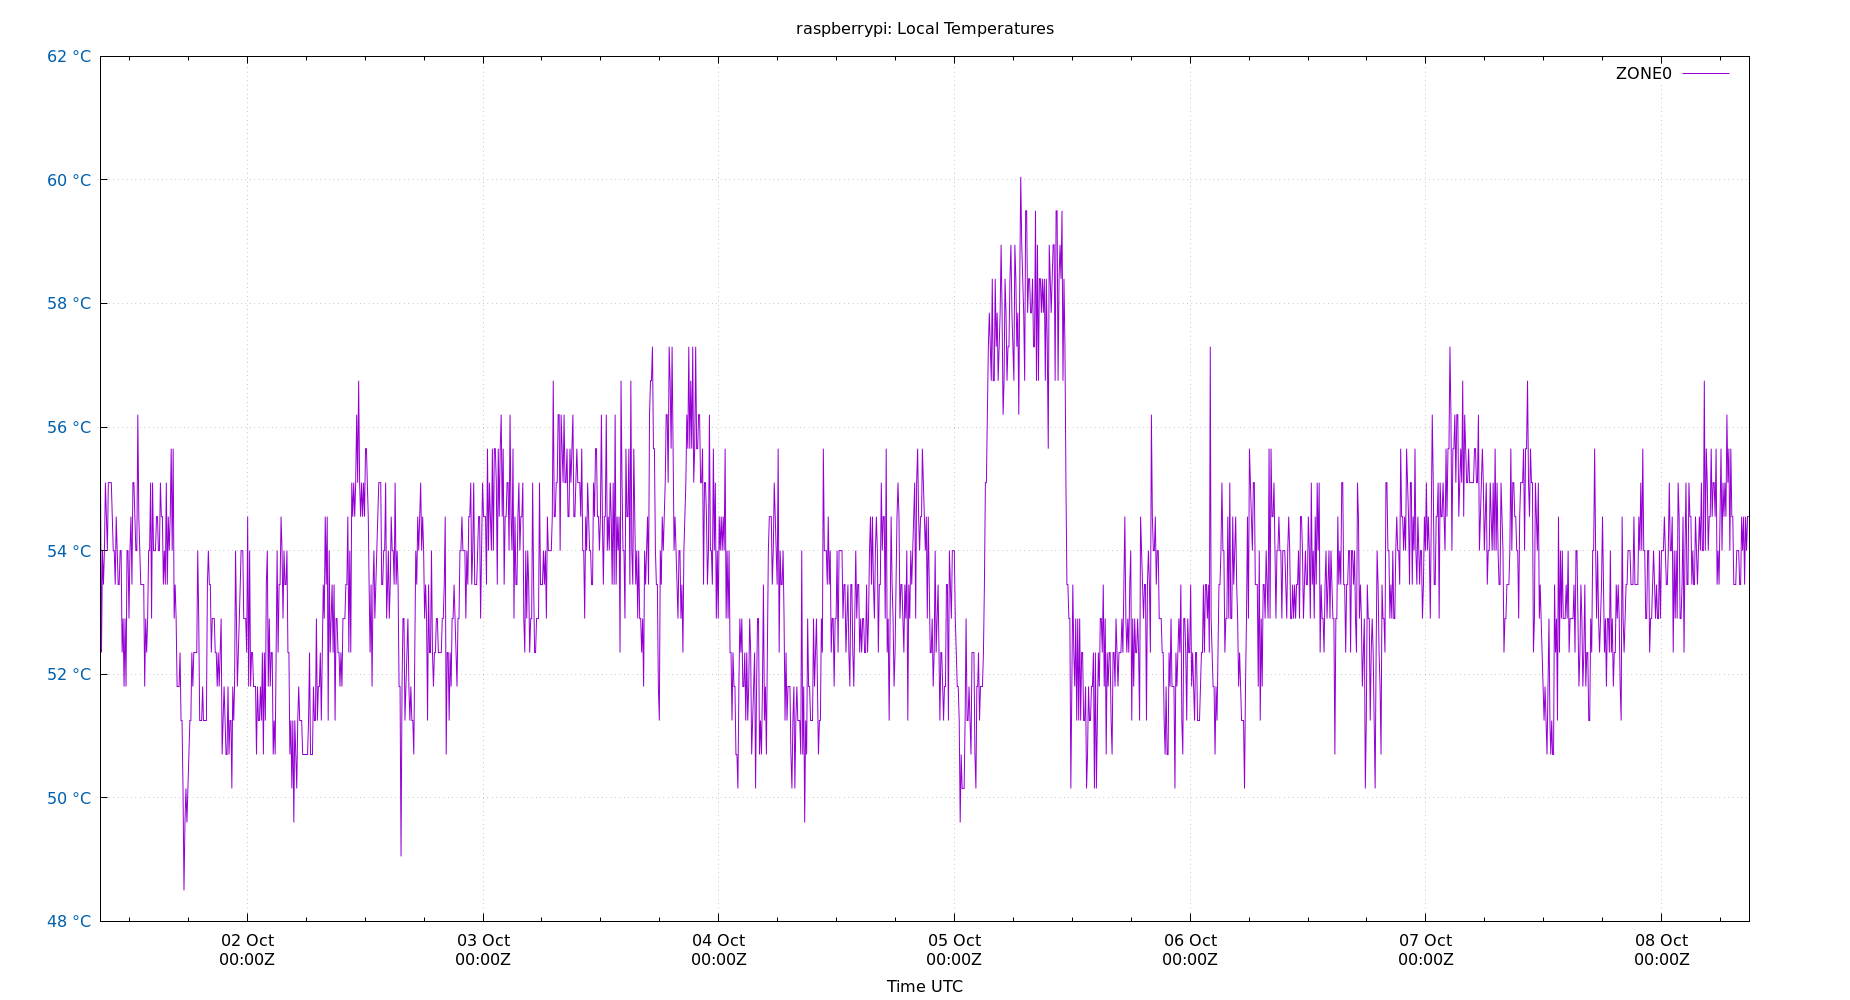 raspberrypi: Local Temperatures
62 °C
ZONE0
60 °C
58 °C
56 °C
54 °C
52 °C
50 °C
48 °C
02 Oct 03 Oct 04 Oct 05 Oct 06 Oct 07 Oct 08 Oct
00:00Z 00:00Z 00:00Z 00:00Z 00:00Z 00:00Z 00:00Z
Time UTC